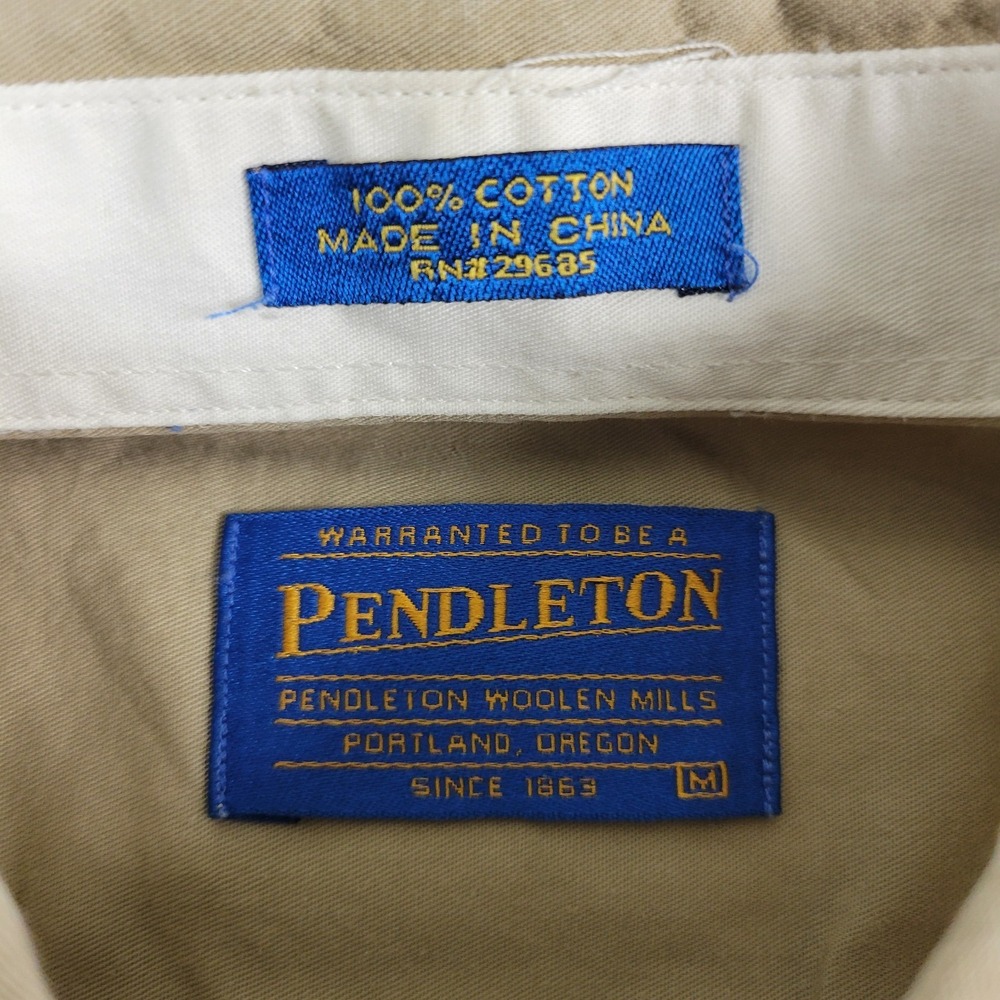 100% COTTON
MADE IN CHINA
RN# 29685
WARRANTED TO BE A
PENDLETON
PENDLETON WOOLEN MILLS
PORTLAND, OREGON
SINCE 1863
M